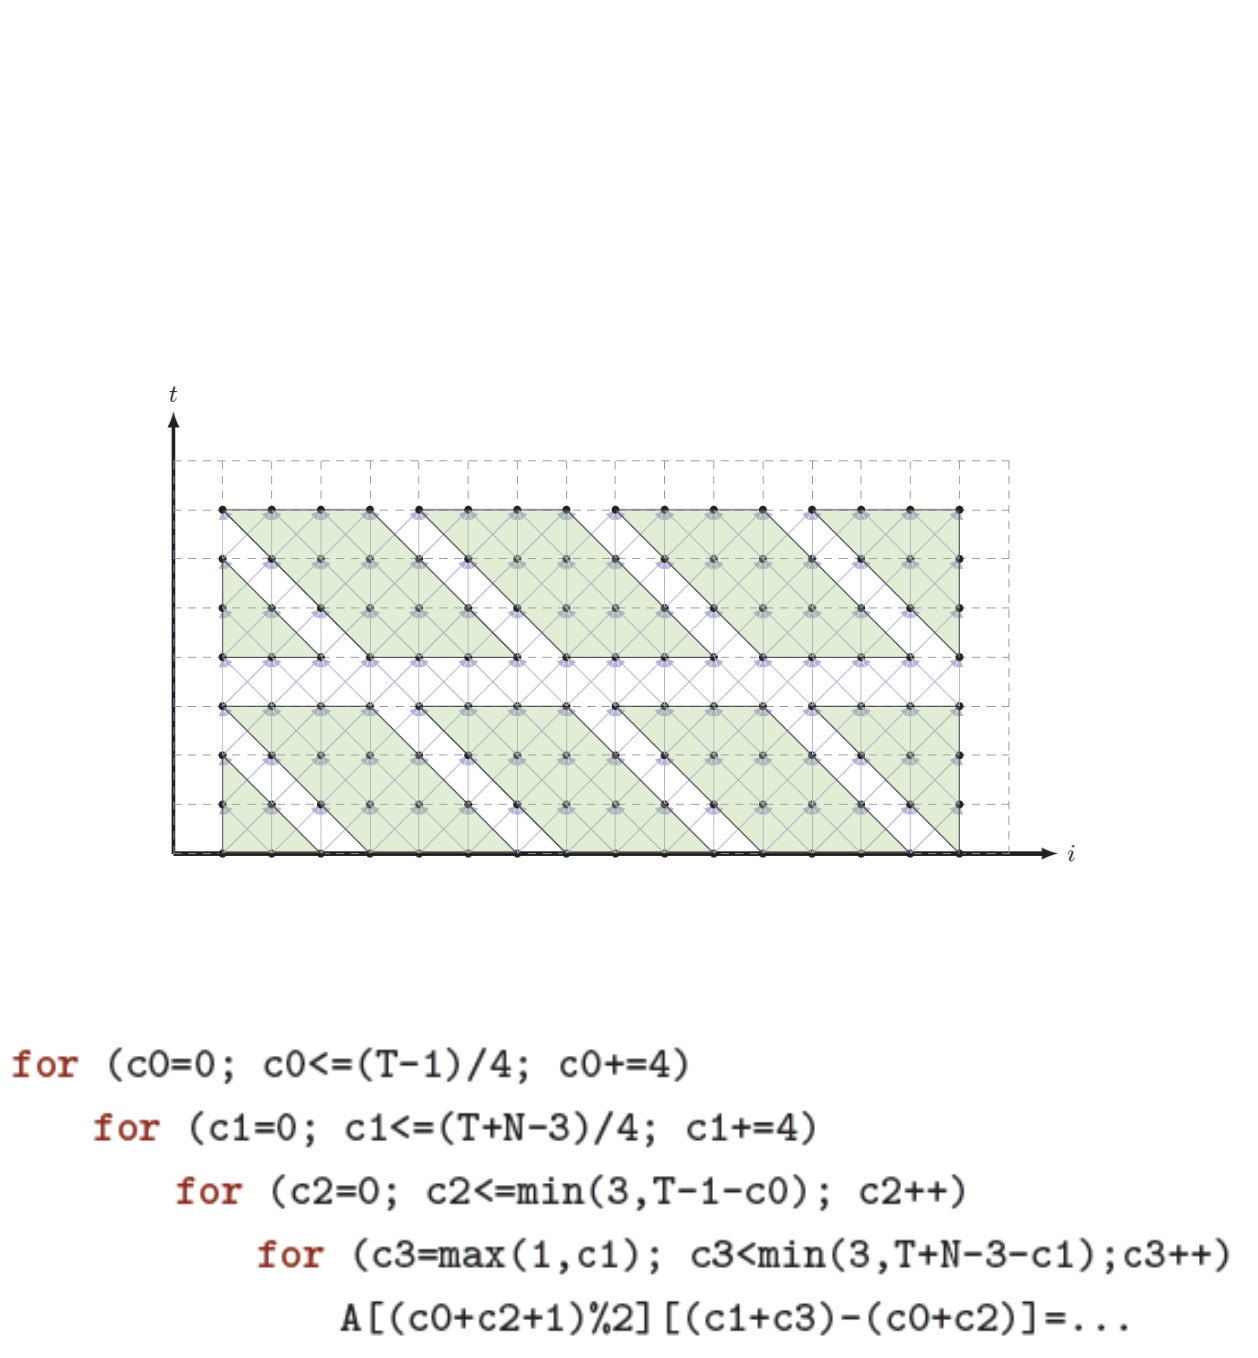 t
i
for (c0=0; c0<=(T-1)/4; c0+=4)
for (c1=0; c1<=(T+N-3)/4; c1+=4)
for (c2=0; c2<=min(3,T-1-c0); c2++)
for (c3=max(1,c1); c3<min(3,T+N-3-c1);c3++)
A[(c0+c2+1)%2][(c1+c3)-(c0+c2)]=...